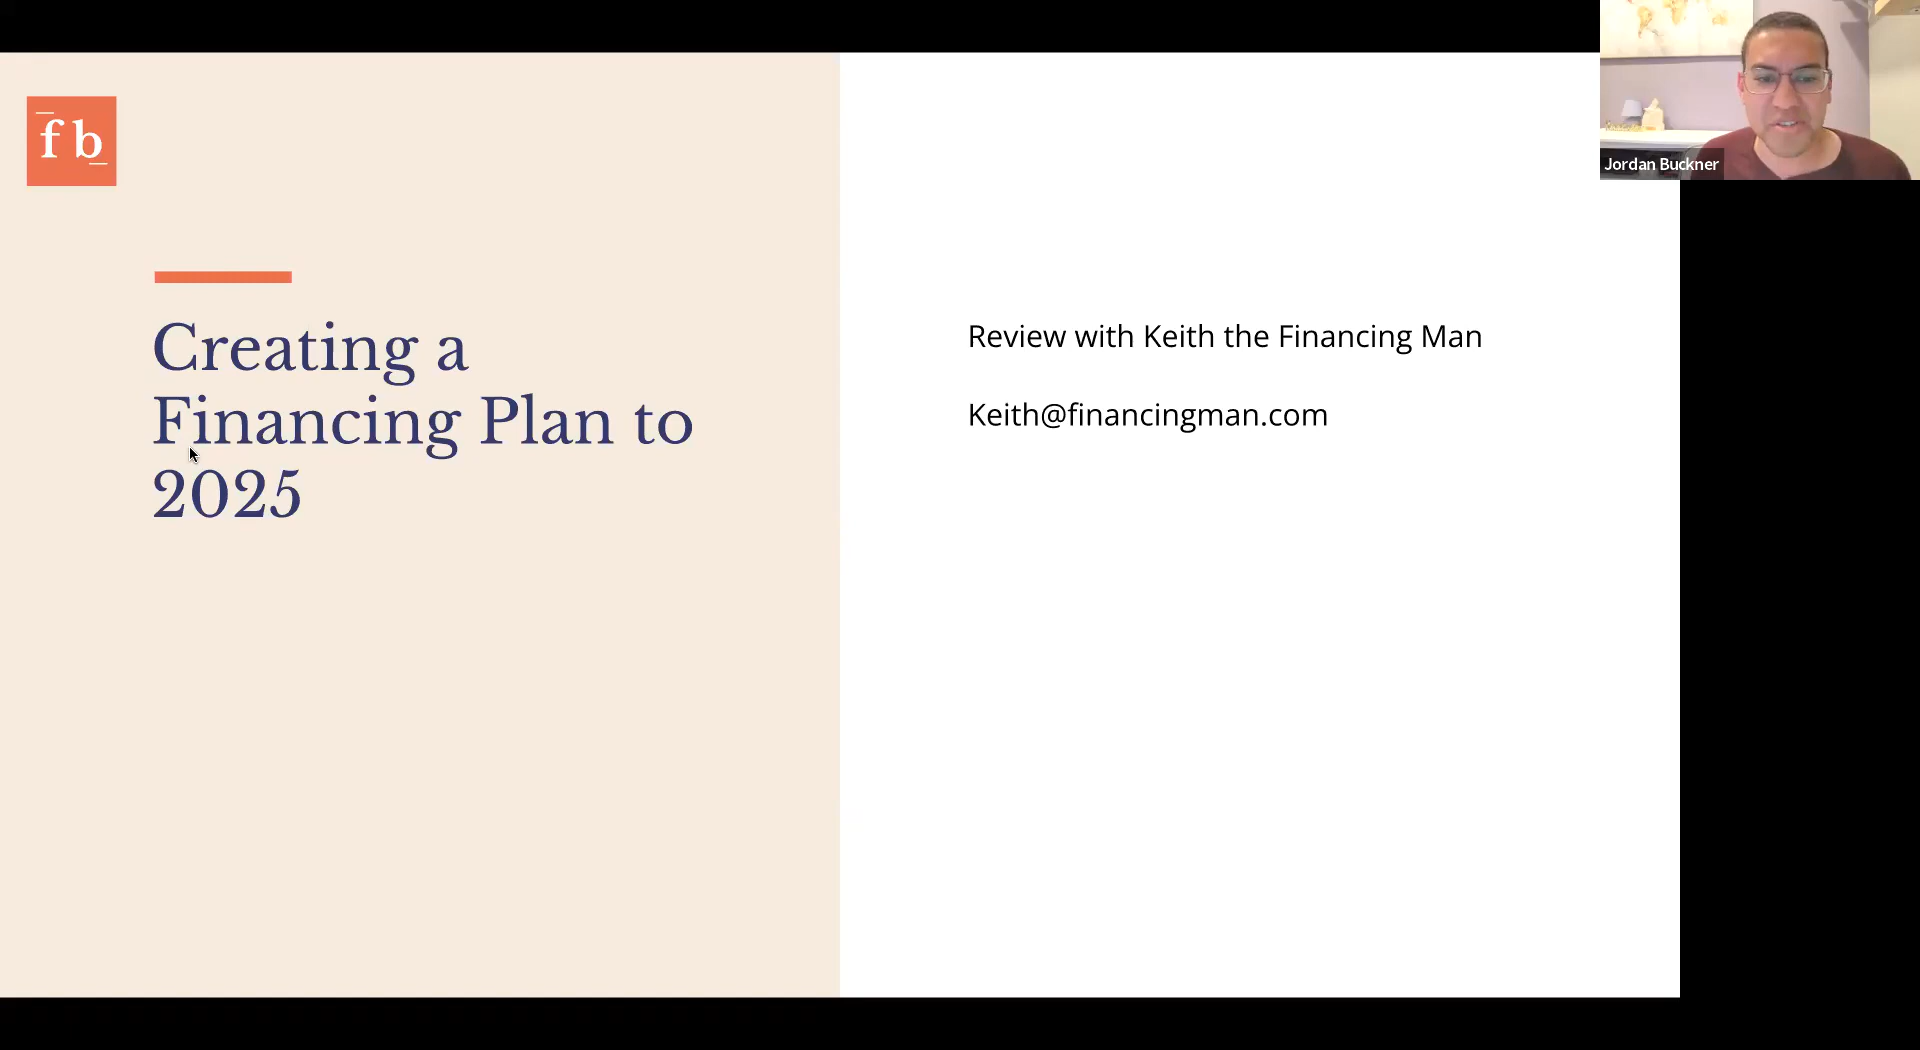 fb
Creating a
Financing Plan to
2025
Review with Keith the Financing Man
Keith@financingman.com
Jordan Buckner